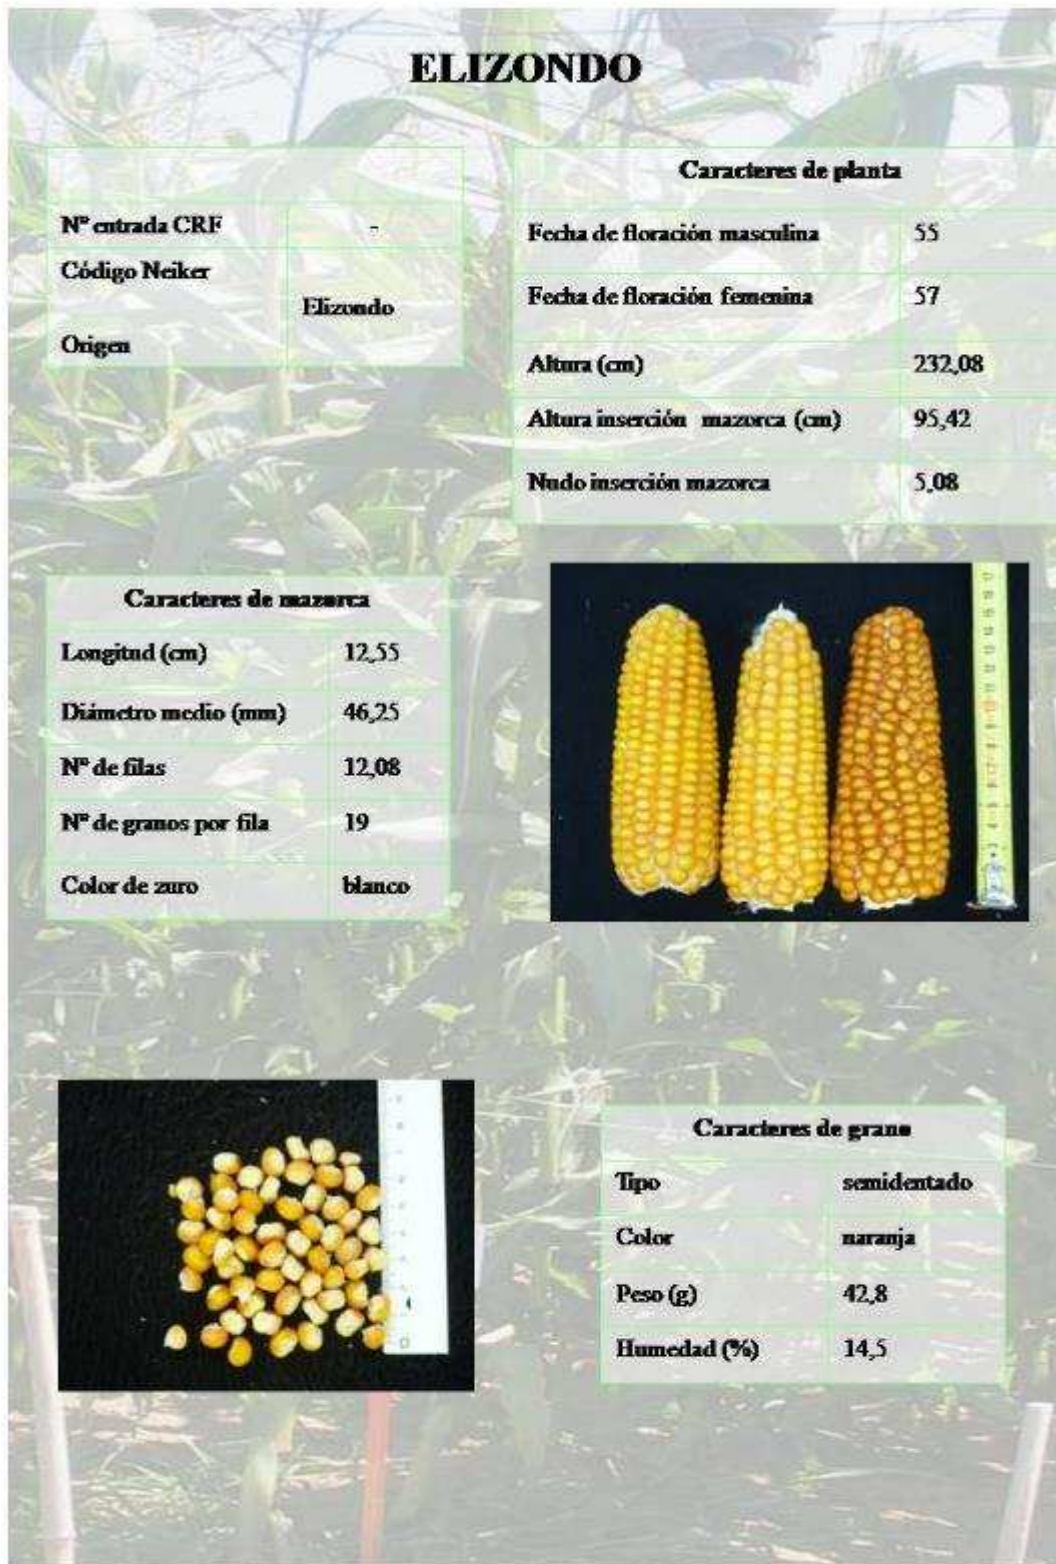 ELIZONDO
Nº entrada CRF -
Código Neiker
Elizondo
Origen
Caracteres de planta
Fecha de floración masculina 55
Fecha de floración femenina 57
Altura (cm) 232,08
Altura inserción mazorca (cm) 95,42
Nudo inserción mazorca 5,08
Caracteres de mazorca
Longitud (cm) 12,55
Diámetro medio (mm) 46,25
Nº de filas 12,08
Nº de granos por fila 19
Color de zuro blanco
Caracteres de grano
Tipo semidentado
Color naranja
Peso (g) 42,8
Humedad (%) 14,5